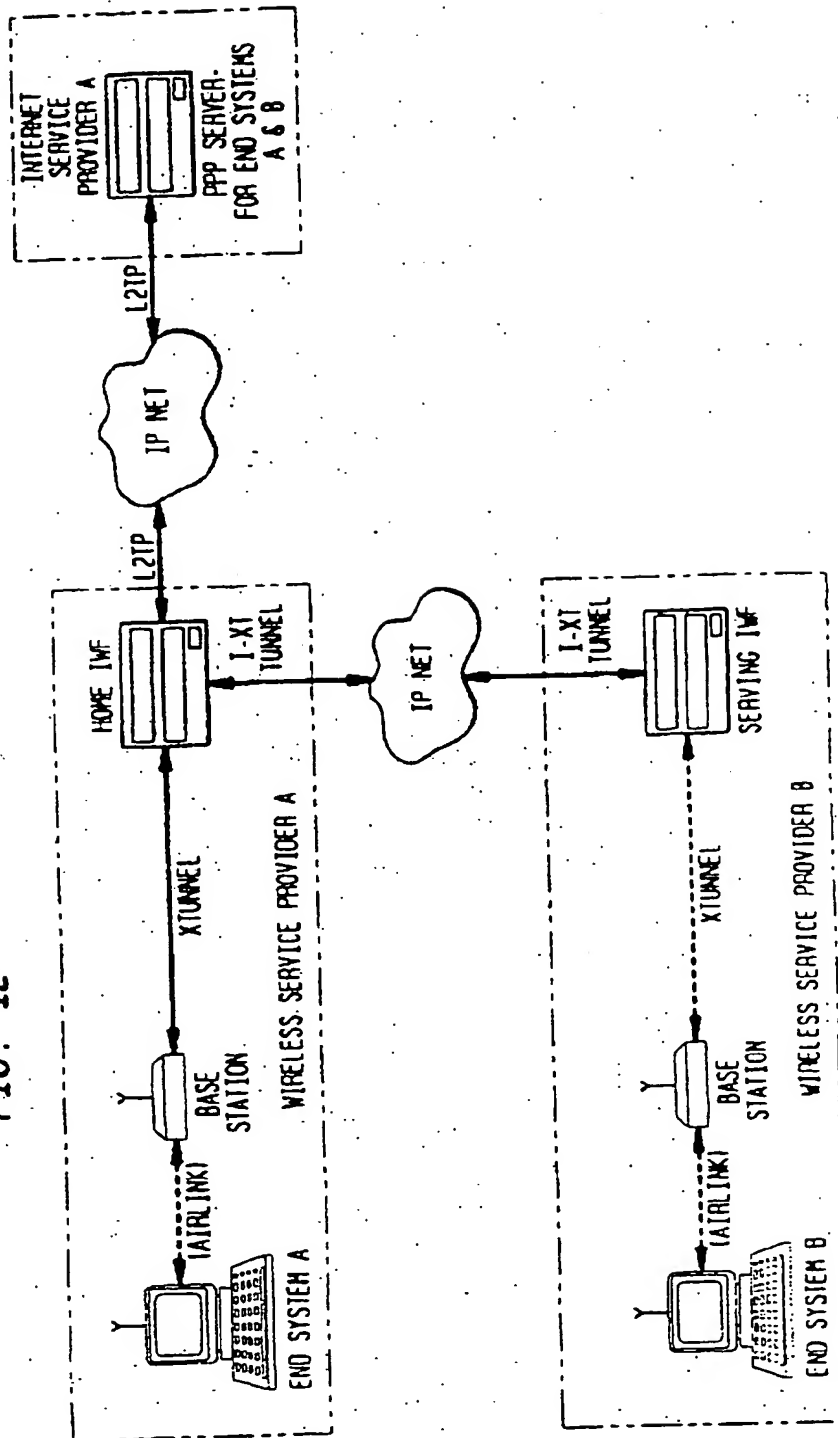 FIG. 12
INTERNET
SERVICE
PROVIDER A
PPP SERVER-
FOR END SYSTEMS
A & B
L2TP
IP NET
L2TP
HOME IWF
I-XT
TUNNEL
XTUNNEL
BASE
STATION
(AIRLINK)
END SYSTEM A
WIRELESS SERVICE PROVIDER A
IP NET
I-XT
TUNNEL
SERVING IWF
XTUNNEL
BASE
STATION
(AIRLINK)
END SYSTEM B
WIRELESS SERVICE PROVIDER B